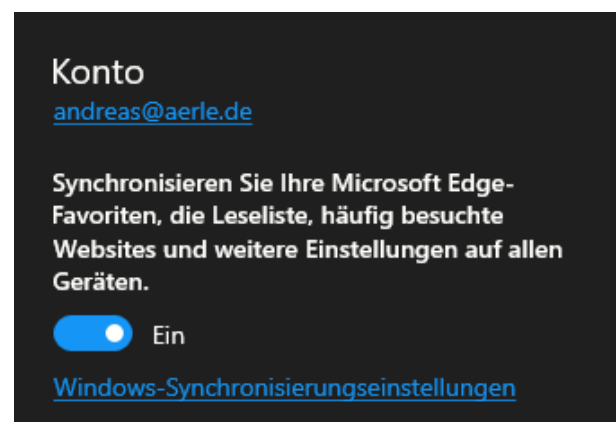 Konto
andreas@aerle.de
Synchronisieren Sie Ihre Microsoft Edge-
Favoriten, die Leseliste, häufig besuchte
Websites und weitere Einstellungen auf allen
Geräten.
Ein
Windows-Synchronisierungseinstellungen